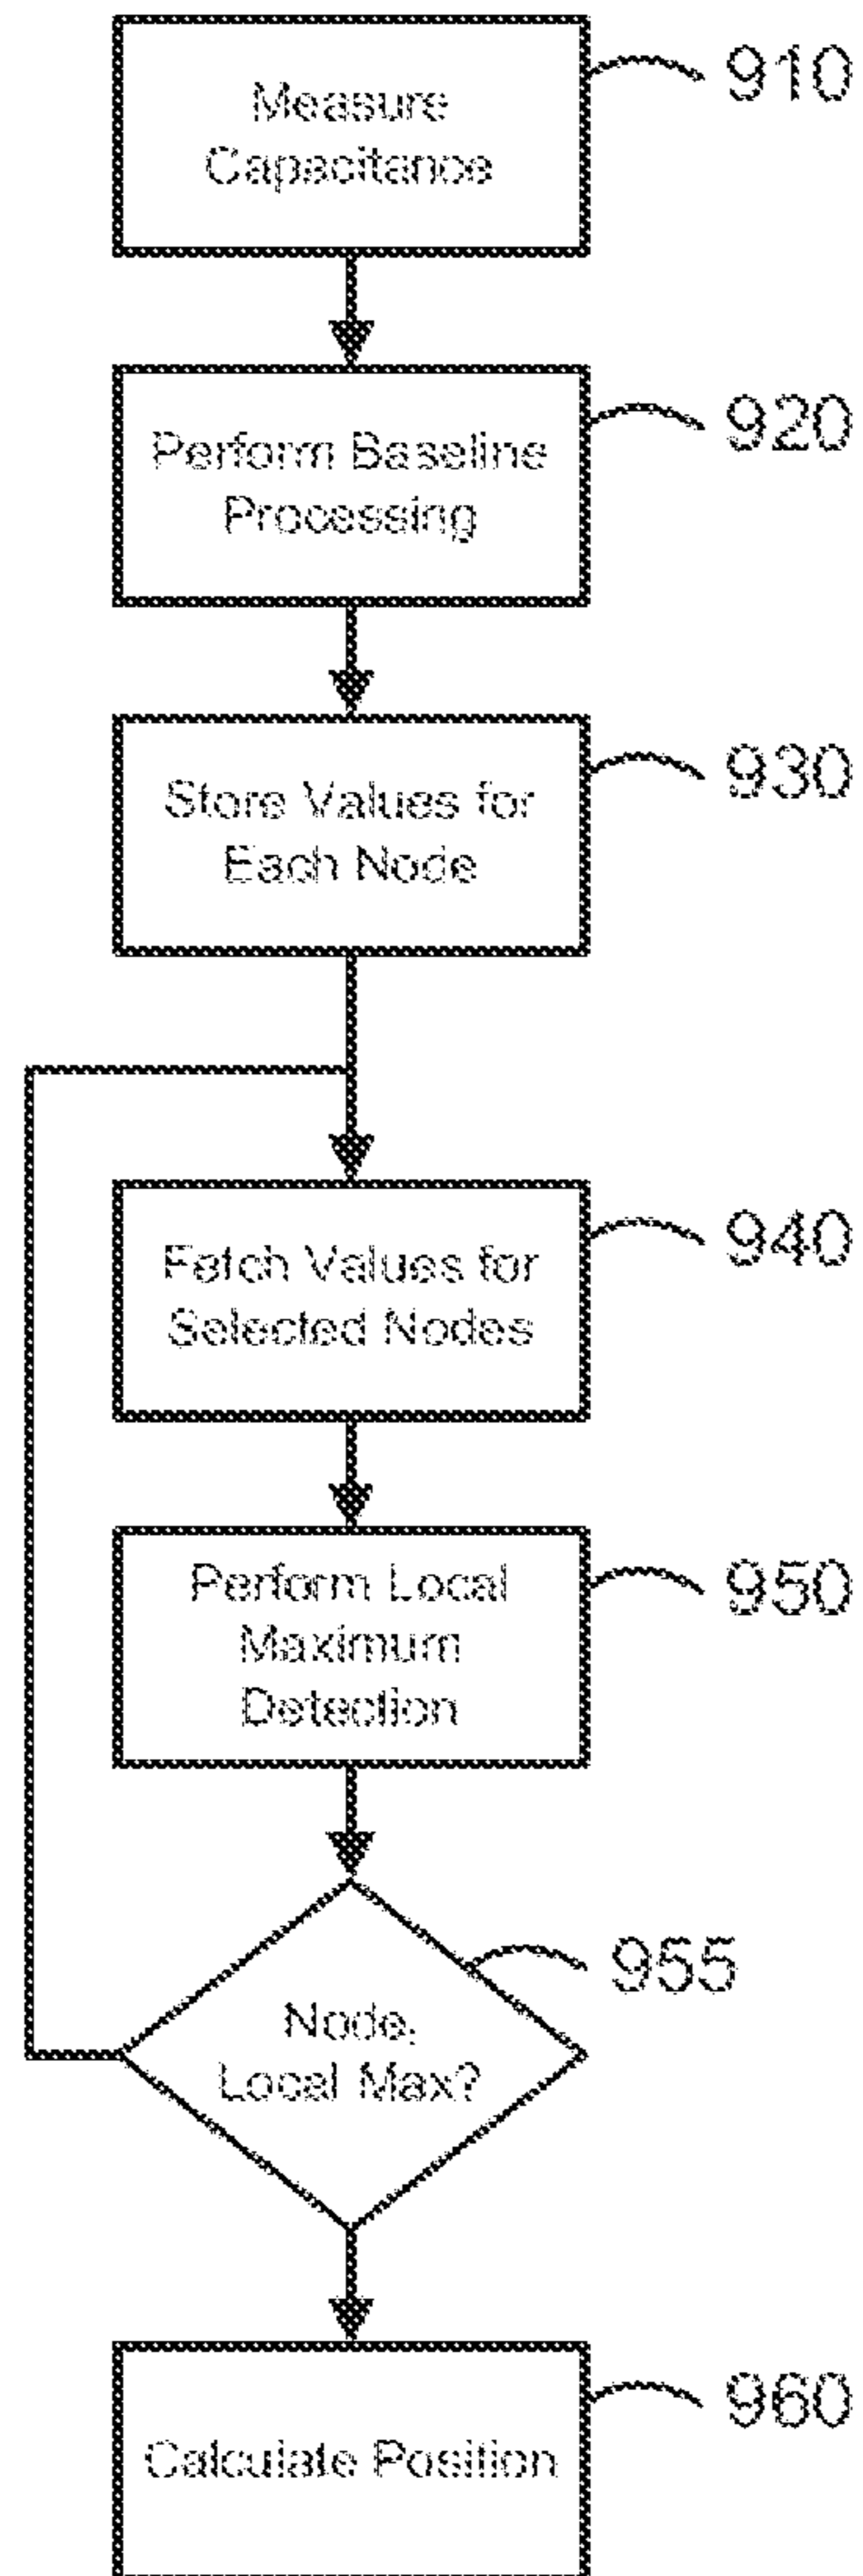 Measure
Capacitance
910
Perform Baseline
Processing
920
Store Values for
Each Node
930
Fetch Values for
Selected Nodes
940
Perform Local
Maximum
Detection
950
Node,
Local Max?
955
Calculate Position
960